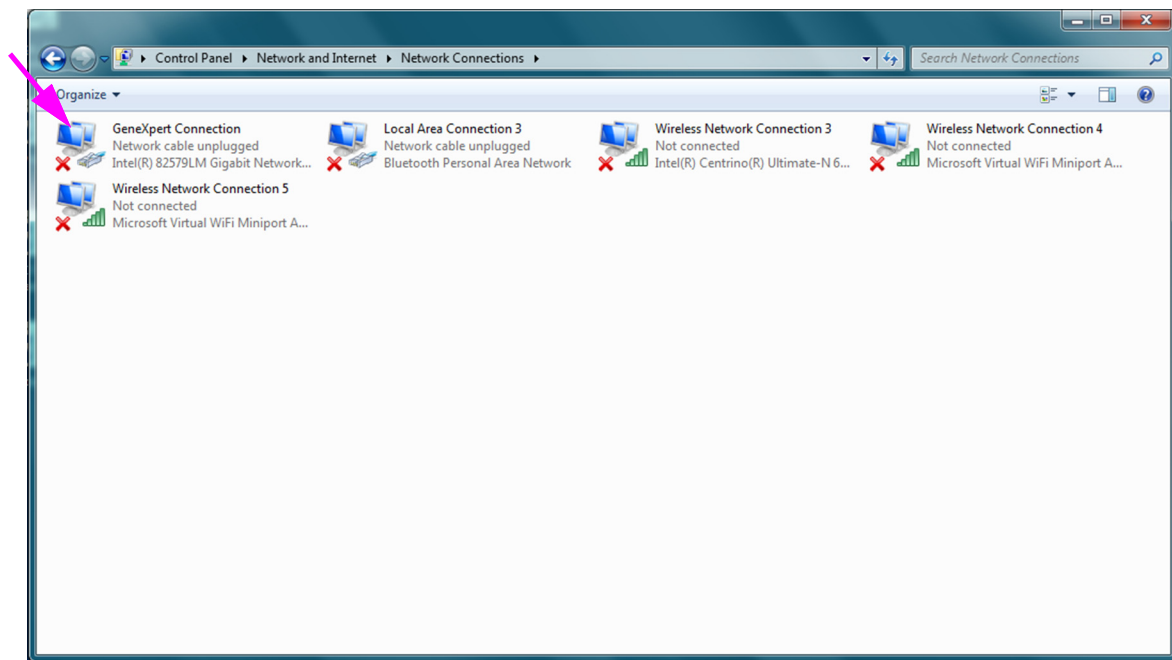 Control Panel Network and Internet Network Connections Search Network Connections
Organize
GeneXpert Connection
Network cable unplugged
Intel(R) 82579LM Gigabit Network...
Local Area Connection 3
Network cable unplugged
Bluetooth Personal Area Network
Wireless Network Connection 3
Not connected
Intel(R) Centrino(R) Ultimate-N 6...
Wireless Network Connection 4
Not connected
Microsoft Virtual WiFi Miniport A...
Wireless Network Connection 5
Not connected
Microsoft Virtual WiFi Miniport A...